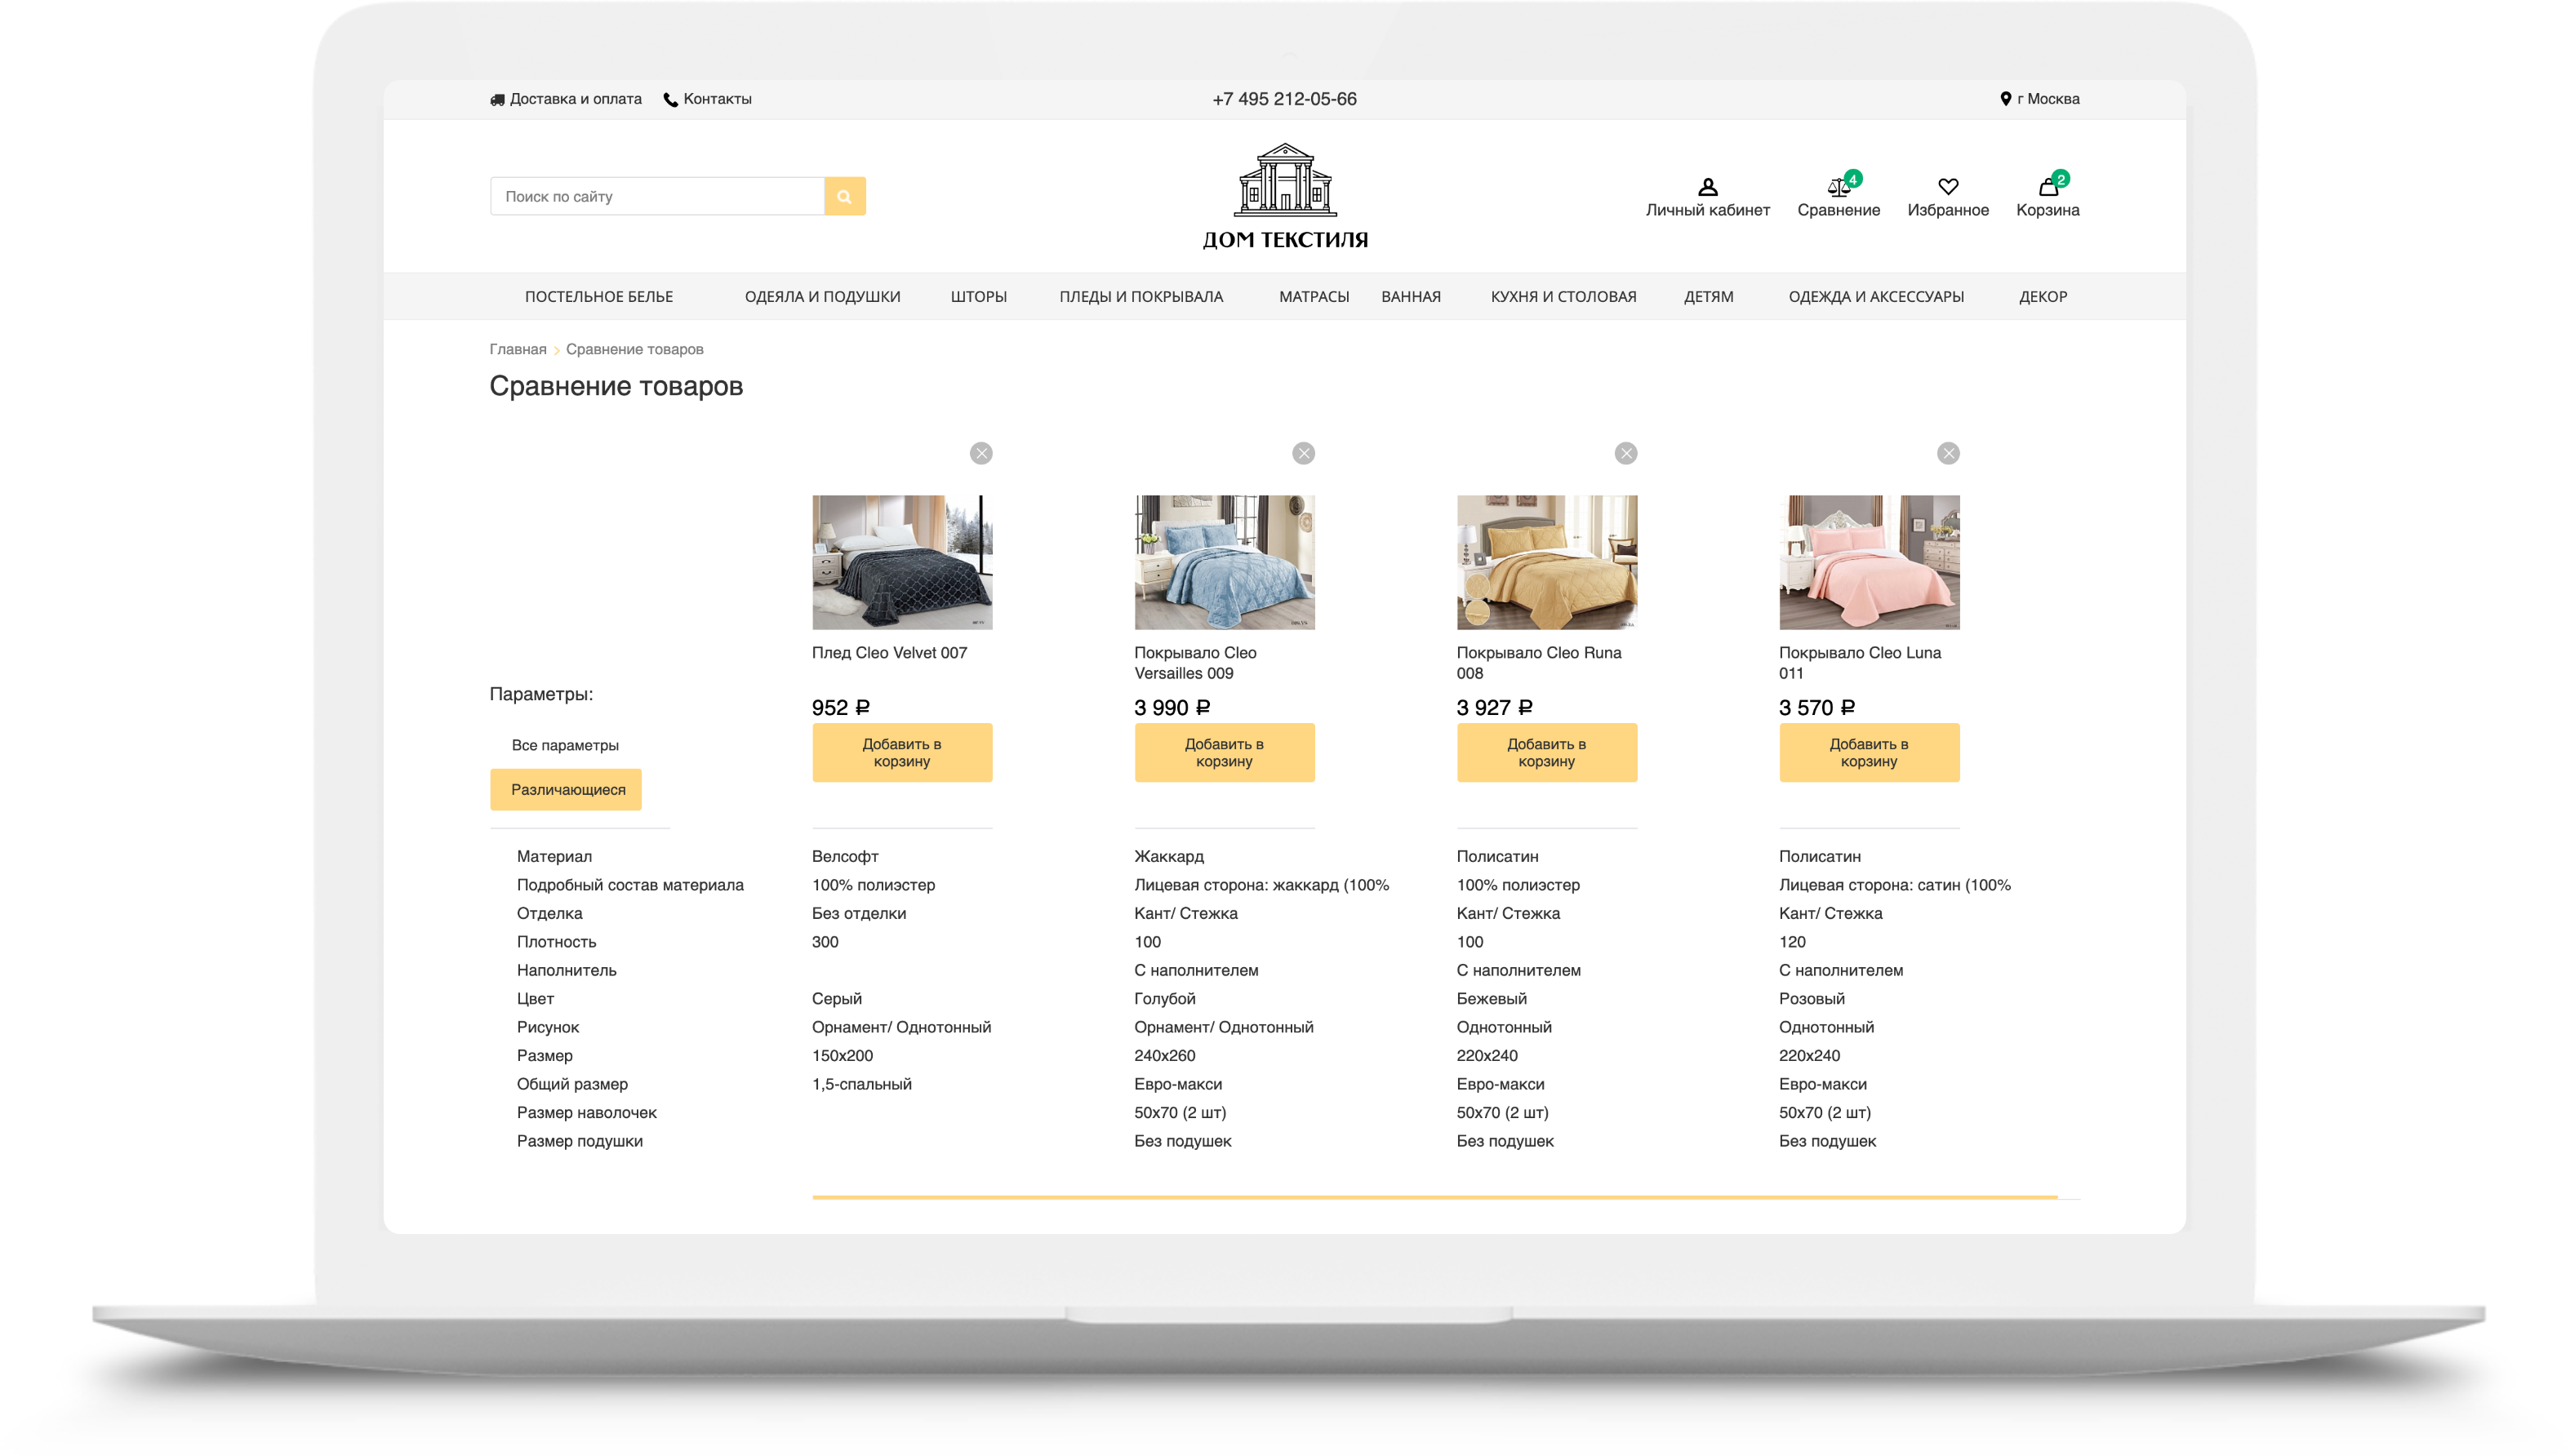 Доставка и оплата Контакты +7 495 212-05-66 г Москва
Поиск по сайту
ДОМ ТЕКСТИЛЯ
Личный кабинет Сравнение 4 Избранное Корзина 2
ПОСТЕЛЬНОЕ БЕЛЬЕ ОДЕЯЛА И ПОДУШКИ ШТОРЫ ПЛЕДЫ И ПОКРЫВАЛА МАТРАСЫ ВАННАЯ КУХНЯ И СТОЛОВАЯ ДЕТЯМ ОДЕЖДА И АКСЕССУАРЫ ДЕКОР
Главная > Сравнение товаров
Сравнение товаров
Плед Cleo Velvet 007
952 ₽
Добавить в
корзину
Покрывало Cleo
Versailles 009
3 990 ₽
Добавить в
корзину
Покрывало Cleo Runa
008
3 927 ₽
Добавить в
корзину
Покрывало Cleo Luna
011
3 570 ₽
Добавить в
корзину
Параметры:
Все параметры
Различающиеся
Материал Велсофт Жаккард Полисатин Полисатин
Подробный состав материала 100% полиэстер Лицевая сторона: жаккард (100% 100% полиэстер Лицевая сторона: сатин (100%
Отделка Без отделки Кант/ Стежка Кант/ Стежка Кант/ Стежка
Плотность 300 100 100 120
Наполнитель С наполнителем С наполнителем С наполнителем
Цвет Серый Голубой Бежевый Розовый
Рисунок Орнамент/ Однотонный Орнамент/ Однотонный Однотонный Однотонный
Размер 150x200 240x260 220x240 220x240
Общий размер 1,5-спальный Евро-макси Евро-макси Евро-макси
Размер наволочек 50x70 (2 шт) 50x70 (2 шт) 50x70 (2 шт)
Размер подушки Без подушек Без подушек Без подушек